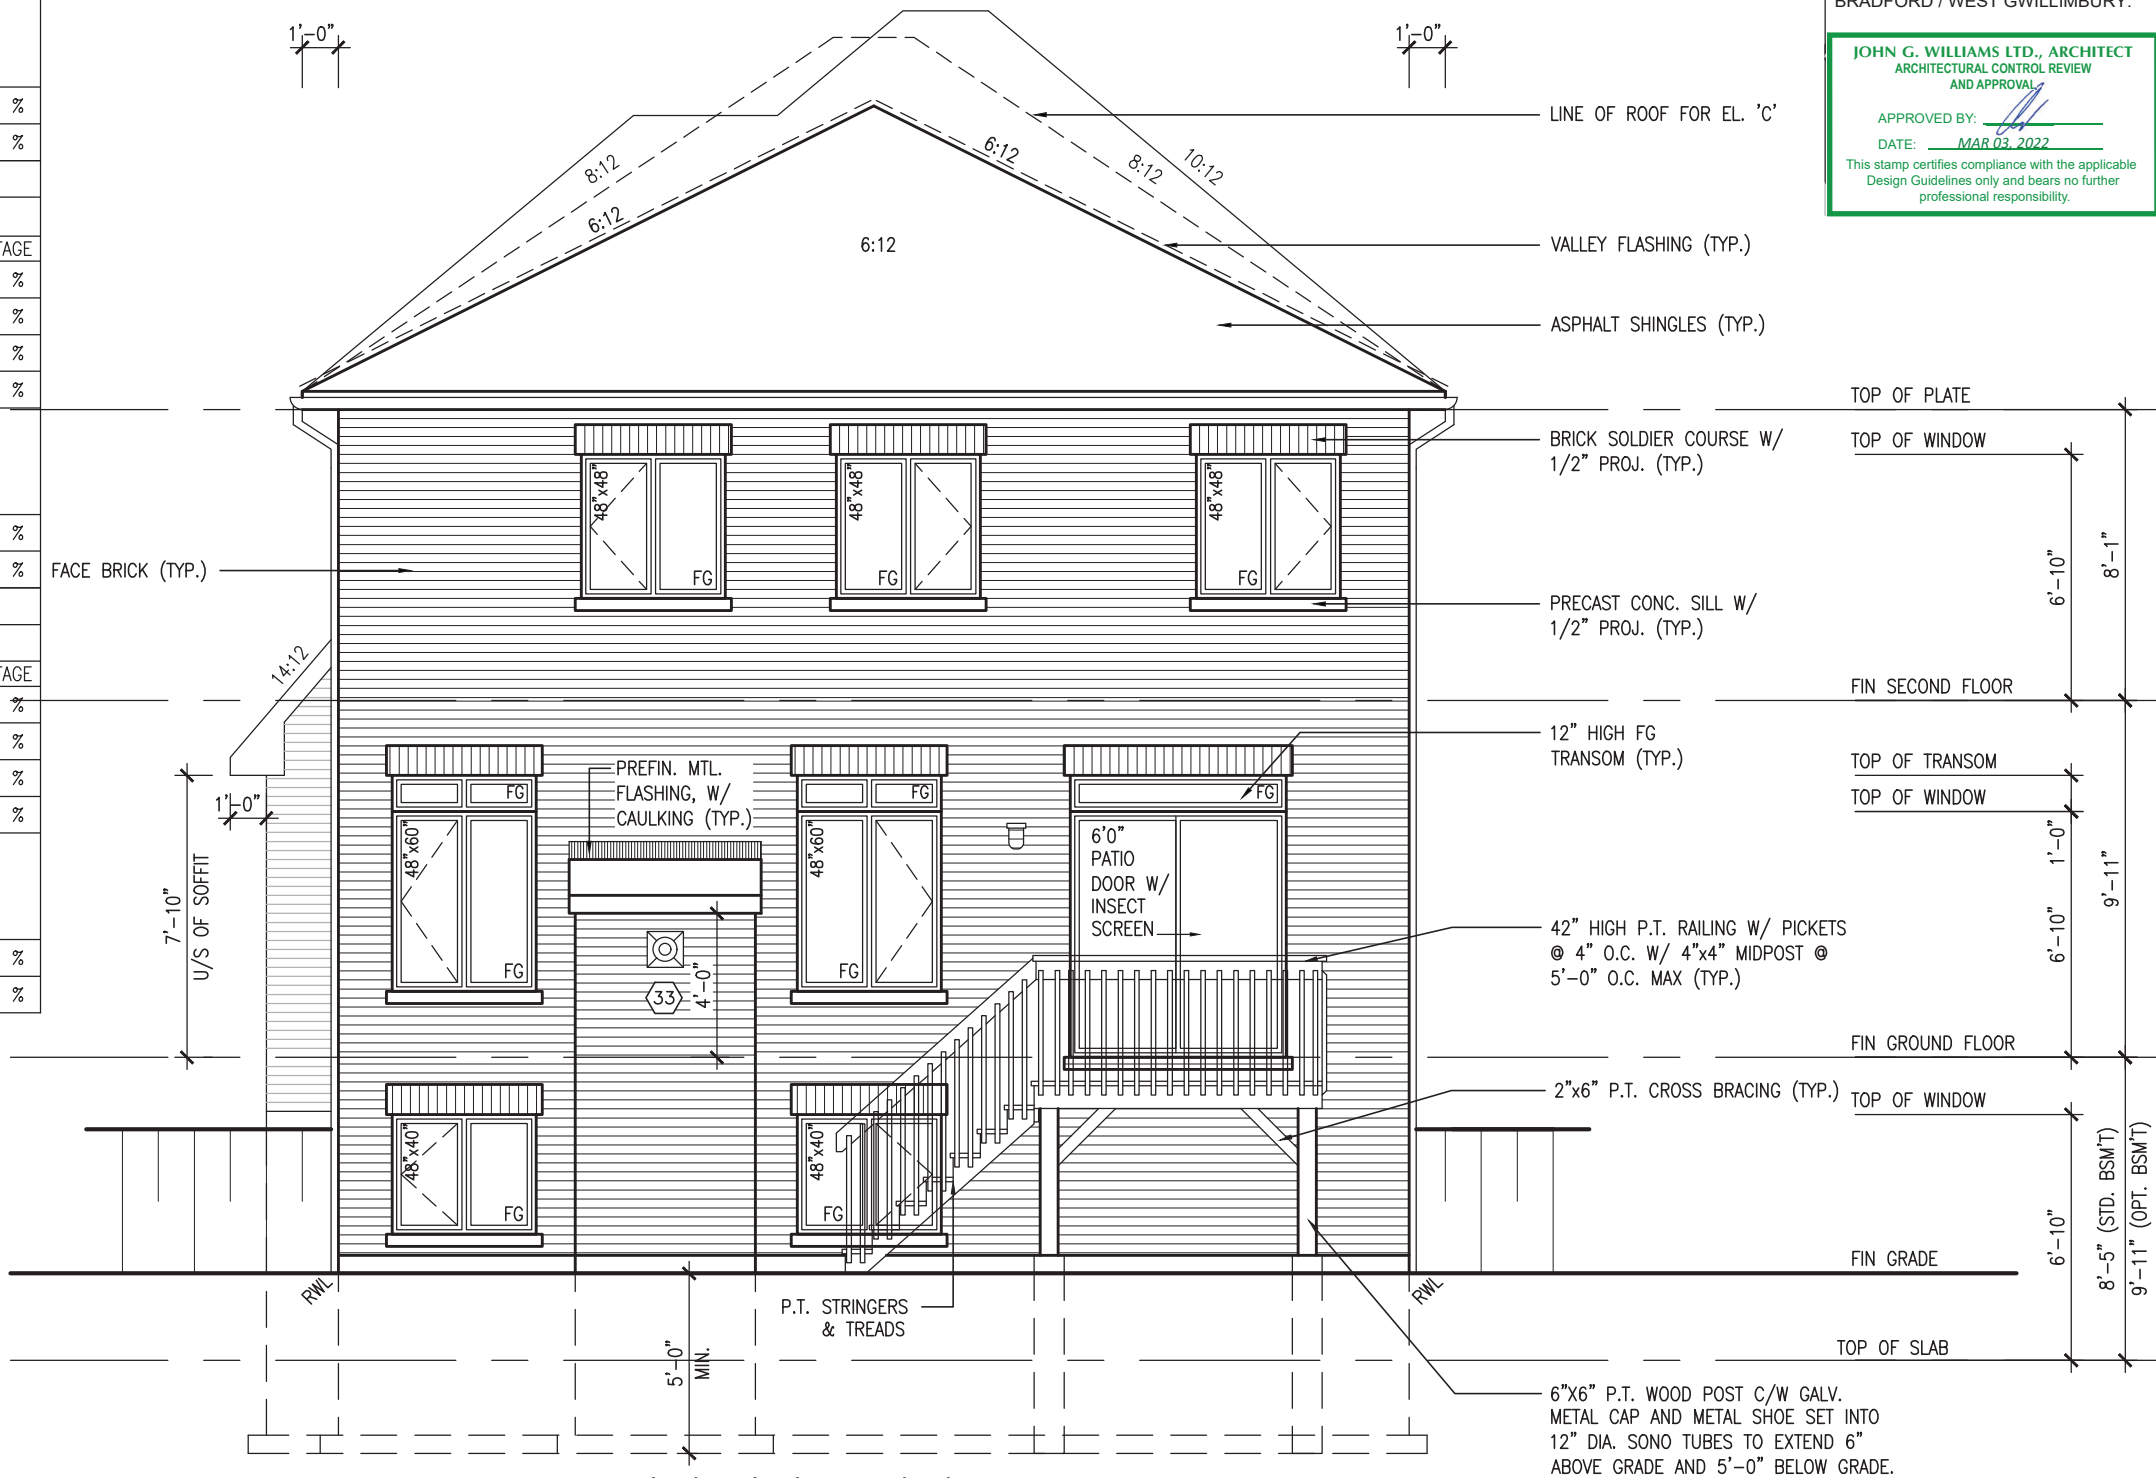 BRADFORD / WEST GWILLIMBURY.
JOHN G. WILLIAMS LTD., ARCHITECT
ARCHITECTURAL CONTROL REVIEW
AND APPROVAL
APPROVED BY:
DATE: MAR 03, 2022
This stamp certifies compliance with the applicable
Design Guidelines only and bears no further
professional responsibility.
%
%
TAGE
%
%
%
%
%
%
TAGE
%
%
%
%
%
%
1'-0"
1'-0"
8:12
6:12
6:12
6:12
8:12
10:12
LINE OF ROOF FOR EL. 'C'
VALLEY FLASHING (TYP.)
ASPHALT SHINGLES (TYP.)
TOP OF PLATE
BRICK SOLDIER COURSE W/
1/2" PROJ. (TYP.)
TOP OF WINDOW
48"x48"
FG
48"x48"
FG
48"x48"
FG
FACE BRICK (TYP.)
6'-10"
8'-1"
PRECAST CONC. SILL W/
1/2" PROJ. (TYP.)
14:12
FIN SECOND FLOOR
12" HIGH FG
TRANSOM (TYP.)
TOP OF TRANSOM
TOP OF WINDOW
1'-0"
7'-10"
U/S OF SOFFIT
FG
48"x60"
FG
PREFIN. MTL.
FLASHING, W/
CAULKING (TYP.)
FG
48"x60"
FG
FG
6'0"
PATIO
DOOR W/
INSECT
SCREEN
33
4'-0"
1'-0"
6'-10"
9'-11"
42" HIGH P.T. RAILING W/ PICKETS
@ 4" O.C. W/ 4"x4" MIDPOST @
5'-0" O.C. MAX (TYP.)
FIN GROUND FLOOR
2"x6" P.T. CROSS BRACING (TYP.)
TOP OF WINDOW
48"x40"
FG
48"x40"
FG
6'-10"
8'-5" (STD. BSM'T)
9'-11" (OPT. BSM'T)
FIN GRADE
RWL
RWL
P.T. STRINGERS
& TREADS
5'-0"
MIN.
TOP OF SLAB
6"X6" P.T. WOOD POST C/W GALV.
METAL CAP AND METAL SHOE SET INTO
12" DIA. SONO TUBES TO EXTEND 6"
ABOVE GRADE AND 5'-0" BELOW GRADE.